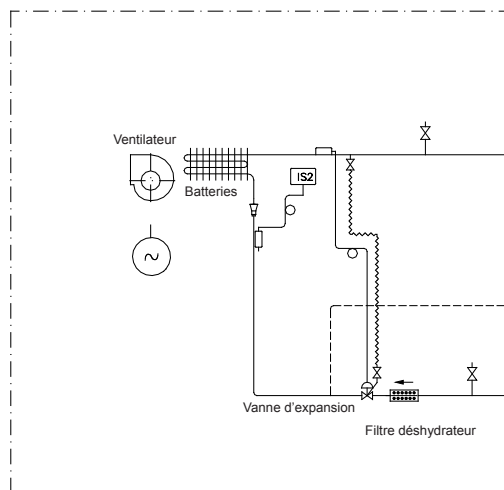 Ventilateur
Batteries
IS2
Vanne d'expansion
Filtre déshydrateur